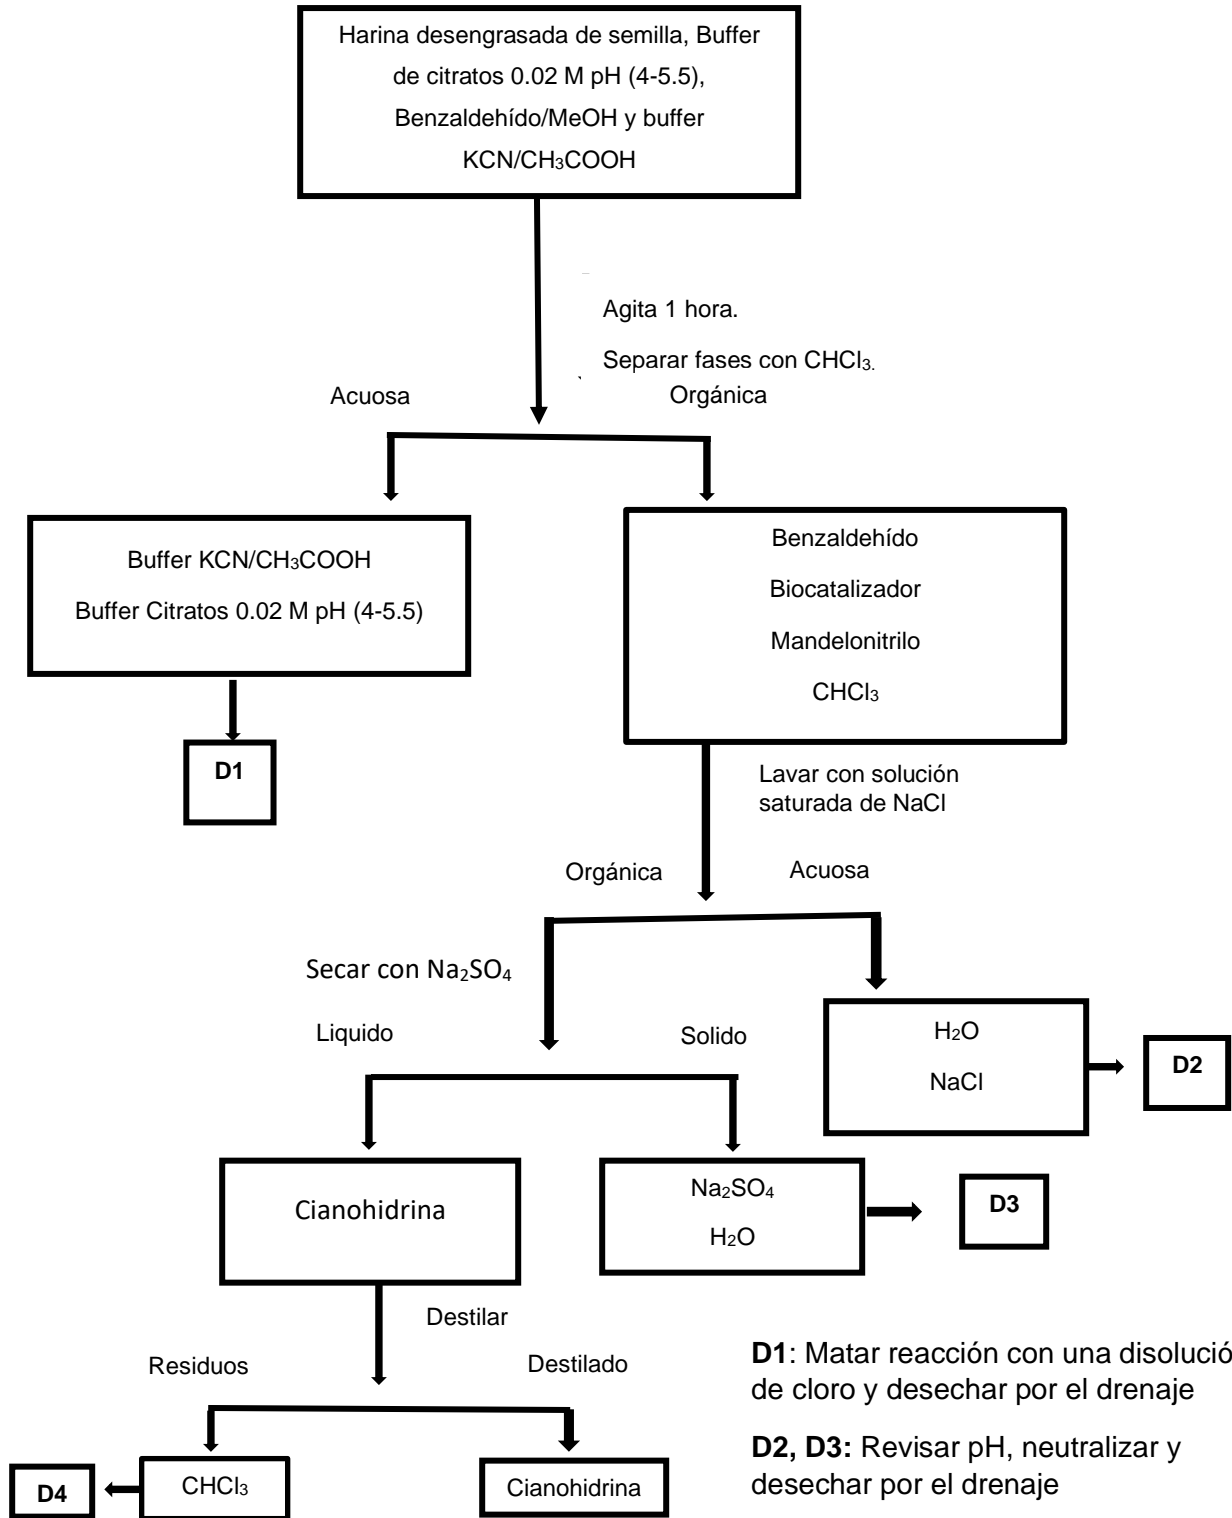 Harina desengrasada de semilla, Buffer
de citratos 0.02 M pH (4-5.5),
Benzaldehído/MeOH y buffer
KCN/CH₃COOH
Agita 1 hora.
Separar fases con CHCl₃.
Acuosa
Orgánica
Buffer KCN/CH₃COOH
Buffer Citratos 0.02 M pH (4-5.5)
Benzaldehído
Biocatalizador
Mandelonitrilo
CHCl₃
D1
Lavar con solución
saturada de NaCl
Orgánica
Acuosa
Secar con Na₂SO₄
Liquido
Solido
H₂O
NaCl
D2
Cianohidrina
Na₂SO₄
H₂O
D3
Destilar
Residuos
Destilado
D4
CHCl₃
Cianohidrina
D1: Matar reacción con una disolució
de cloro y desechar por el drenaje
D2, D3: Revisar pH, neutralizar y
desechar por el drenaje